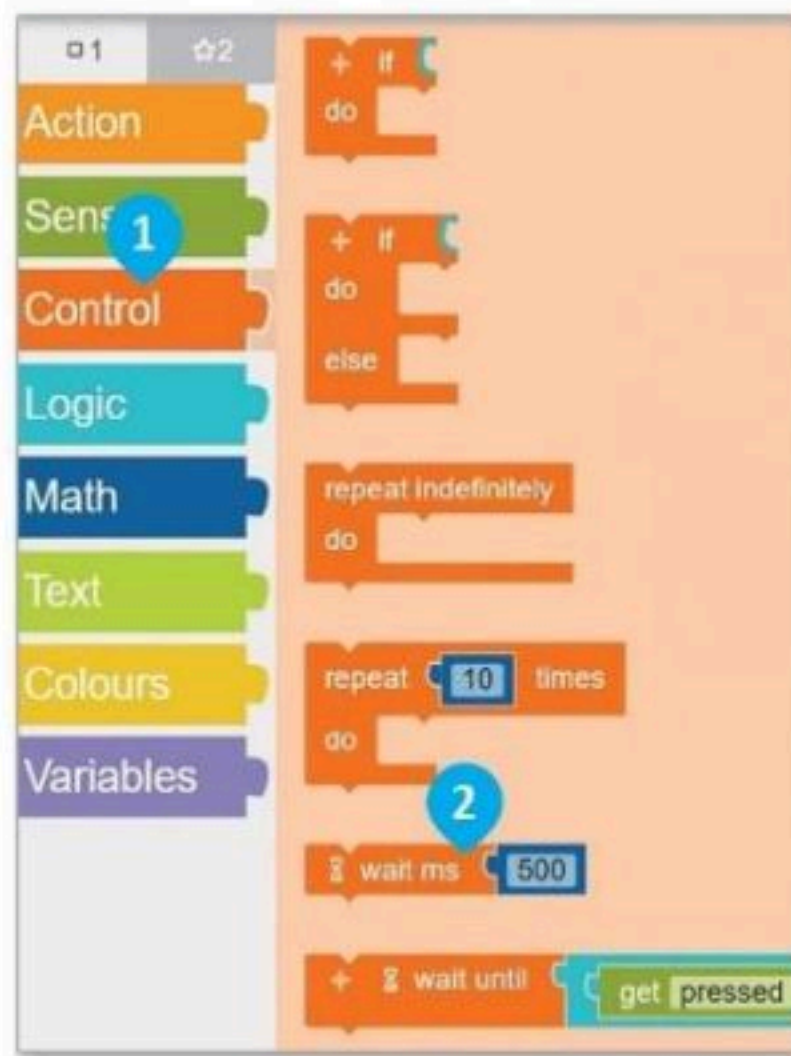 1 2
Action
Sens
1
Control
Logic
Math
Text
Colours
Variables
+ if
do
+ if
do
else
repeat indefinitely
do
repeat 10 times
do
2
wait ms 500
+ wait until get pressed